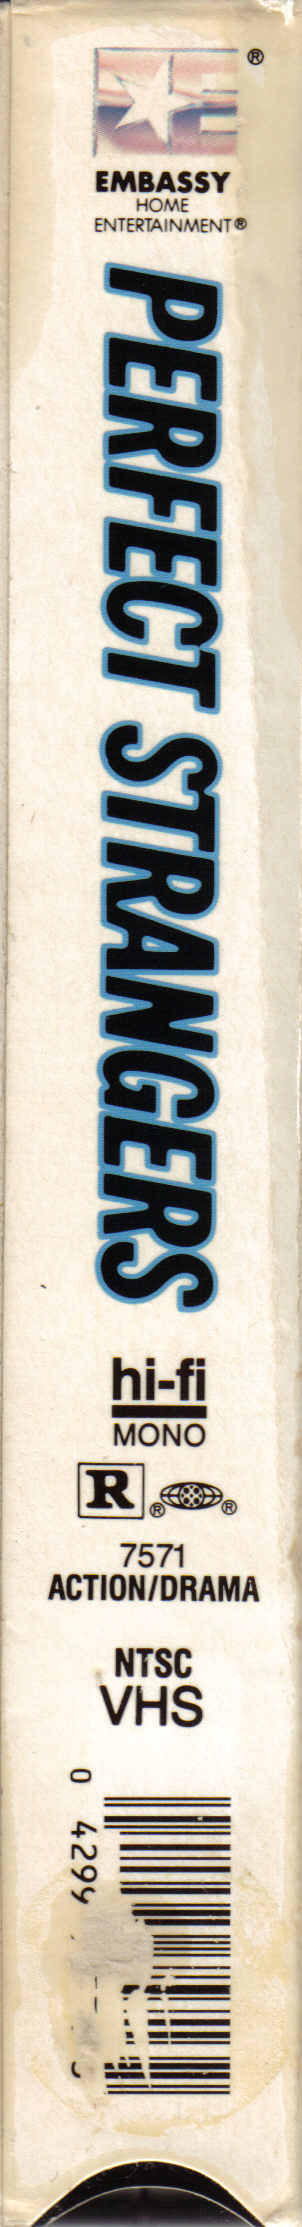 EMBASSY
HOME
ENTERTAINMENT®
PERFECT STRANGERS
hi-fi
MONO
R
7571
ACTION/DRAMA
NTSC
VHS
0 4299